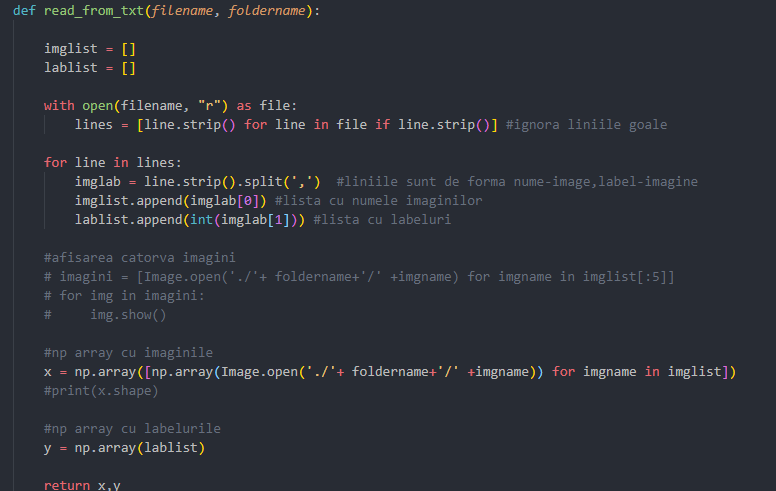 def read_from_txt(filename, foldername):
imglist = []
lablist = []
with open(filename, "r") as file:
lines = [line.strip() for line in file if line.strip()] #ignora liniile goale
for line in lines:
imglab = line.strip().split(',')  #liniile sunt de forma nume-image,label-imagine
imglist.append(imglab[0]) #lista cu numele imaginilor
lablist.append(int(imglab[1])) #lista cu labeluri
#afisarea catorva imagini
# imagini = [Image.open('./'+ foldername+'/' +imgname) for imgname in imglist[:5]]
# for img in imagini:
#     img.show()
#np array cu imaginile
x = np.array([np.array(Image.open('./'+ foldername+'/' +imgname)) for imgname in imglist])
#print(x.shape)
#np array cu labelurile
y = np.array(lablist)
return x,y